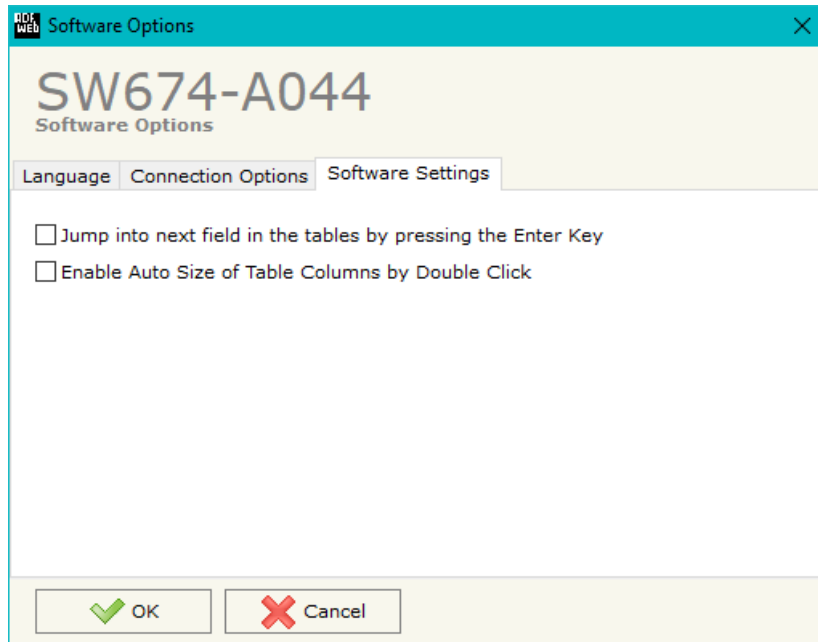 ADF
WEB Software Options
SW674-A044
Software Options
Language Connection Options Software Settings
Jump into next field in the tables by pressing the Enter Key
Enable Auto Size of Table Columns by Double Click
OK Cancel